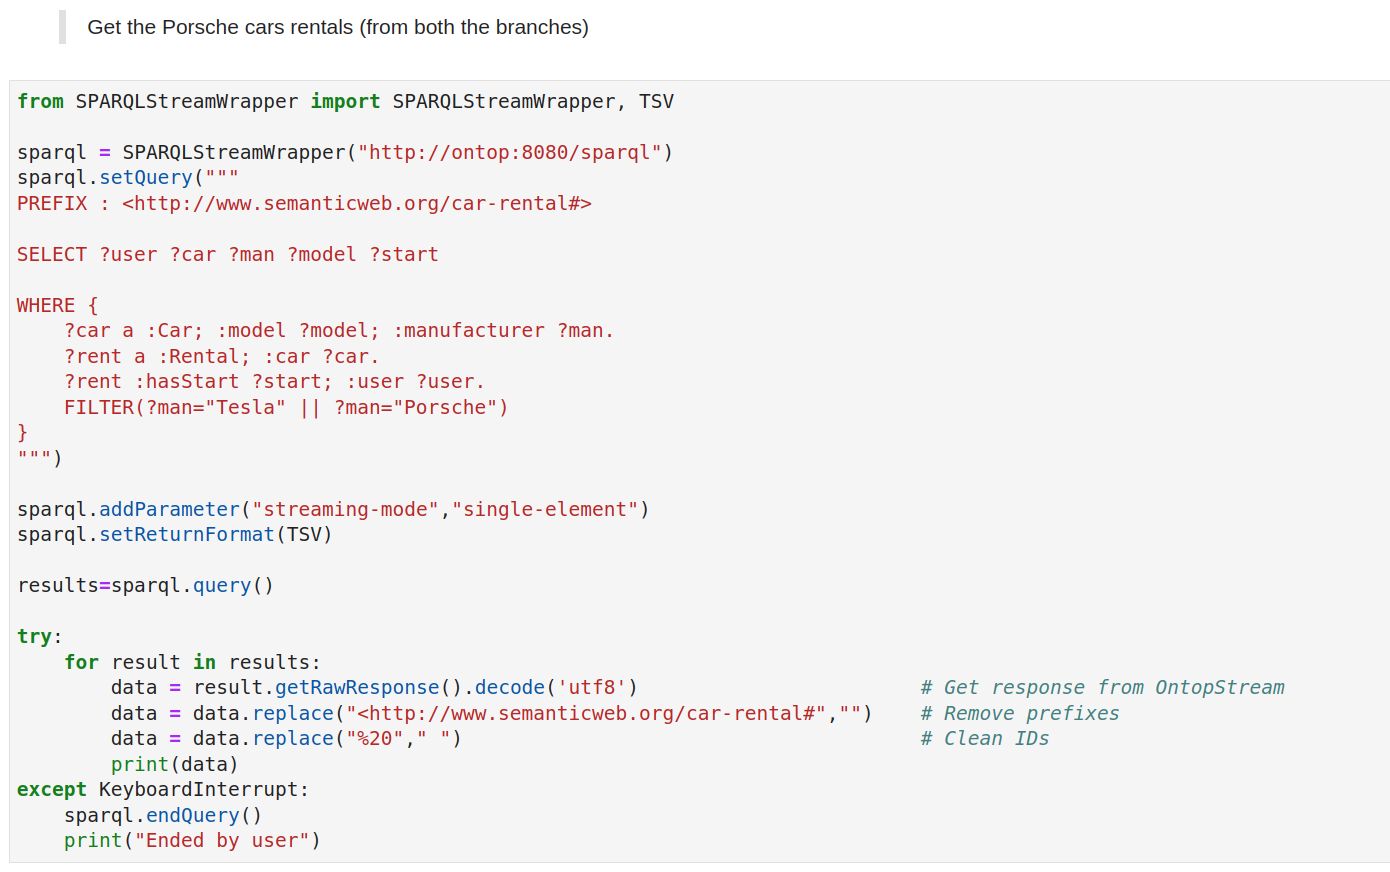 Get the Porsche cars rentals (from both the branches)
from SPARQLStreamWrapper import SPARQLStreamWrapper, TSV
sparql = SPARQLStreamWrapper("http://ontop:8080/sparql")
sparql.setQuery("""
PREFIX : <http://www.semanticweb.org/car-rental#>
SELECT ?user ?car ?man ?model ?start
WHERE {
    ?car a :Car; :model ?model; :manufacturer ?man.
    ?rent a :Rental; :car ?car.
    ?rent :hasStart ?start; :user ?user.
    FILTER(?man="Tesla" || ?man="Porsche")
}
""")
sparql.addParameter("streaming-mode","single-element")
sparql.setReturnFormat(TSV)
results=sparql.query()
try:
    for result in results:
        data = result.getRawResponse().decode('utf8')                        # Get response from OntopStream
        data = data.replace("<http://www.semanticweb.org/car-rental#","")    # Remove prefixes
        data = data.replace("%20"," ")                                       # Clean IDs
        print(data)
except KeyboardInterrupt:
    sparql.endQuery()
    print("Ended by user")